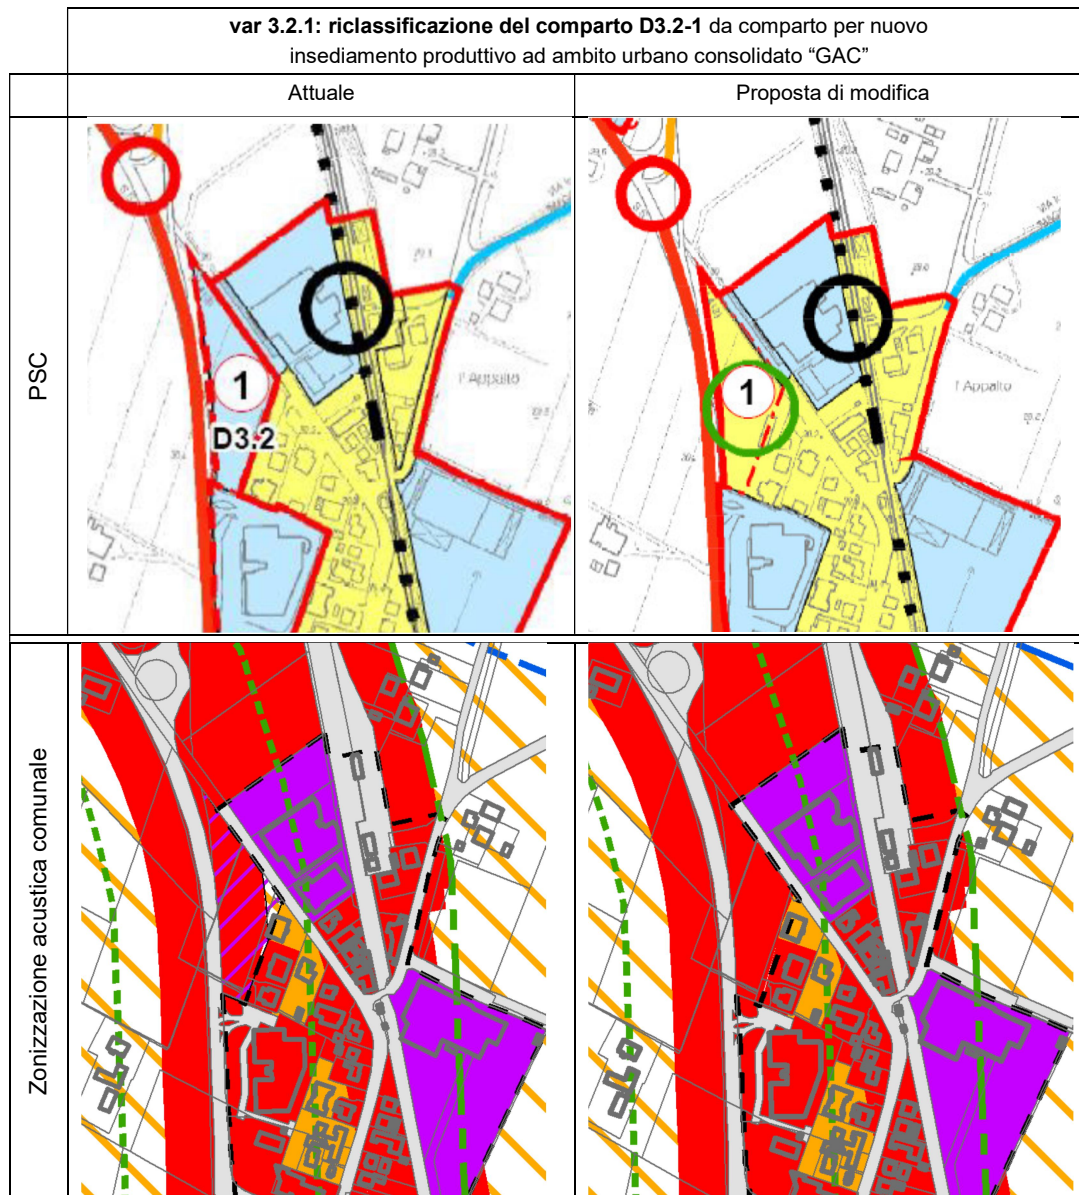 var 3.2.1: riclassificazione del comparto D3.2-1 da comparto per nuovo
insediamento produttivo ad ambito urbano consolidato “GAC”
Attuale
Proposta di modifica
PSC
1
D3.2
l'Appalto
1
l'Appalto
Zonizzazione acustica comunale